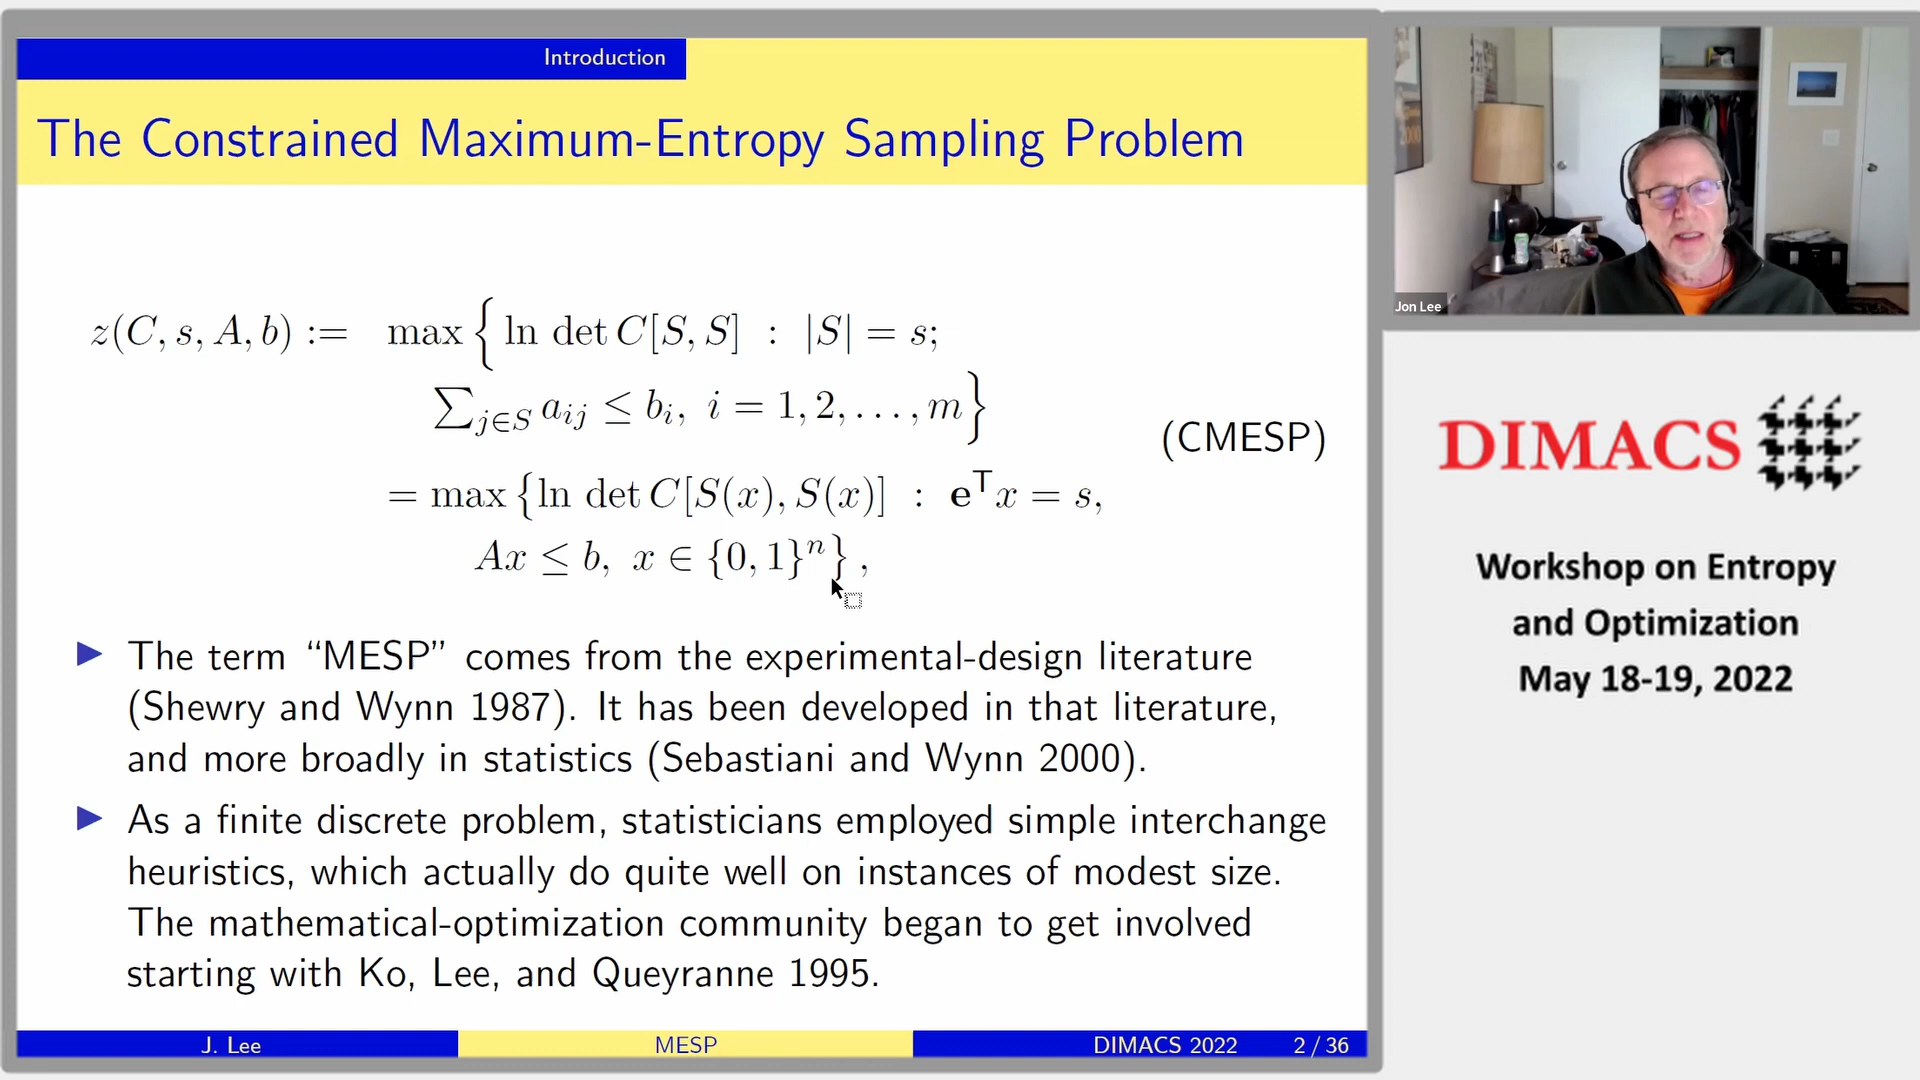 Introduction
The Constrained Maximum-Entropy Sampling Problem
z(C, s, A, b) := max { ln det C[S, S] : |S| = s;
∑_{j∈S} a_{ij} ≤ b_i, i = 1, 2, . . . , m }
(CMESP)
= max {ln det C[S(x), S(x)] : e^T x = s,
Ax ≤ b, x ∈ {0, 1}^n} ,
▶ The term “MESP” comes from the experimental-design literature
(Shewry and Wynn 1987). It has been developed in that literature,
and more broadly in statistics (Sebastiani and Wynn 2000).
▶ As a finite discrete problem, statisticians employed simple interchange
heuristics, which actually do quite well on instances of modest size.
The mathematical-optimization community began to get involved
starting with Ko, Lee, and Queyranne 1995.
J. Lee
MESP
DIMACS 2022 2 / 36
Jon Lee
DIMACS
Workshop on Entropy
and Optimization
May 18-19, 2022